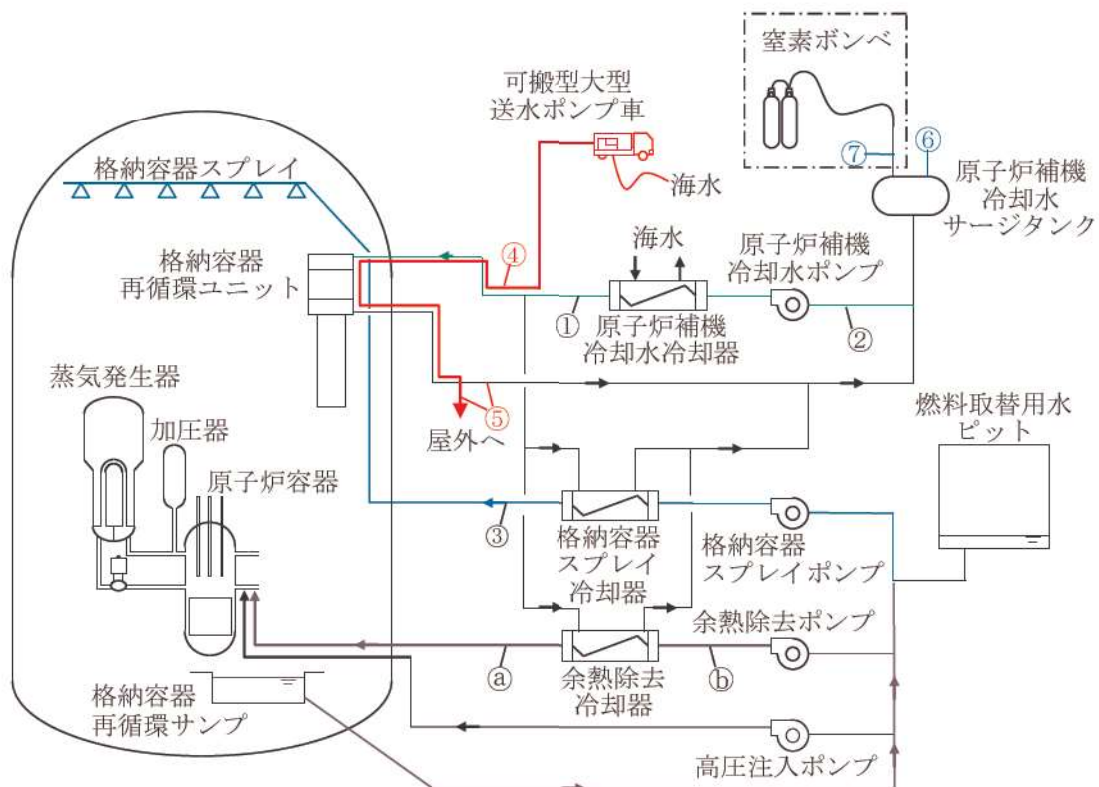 窒素ボンベ
可搬型大型
送水ポンプ車
⑦
⑥
格納容器スプレイ
海水
原子炉補機
冷却水
サージタンク
格納容器
再循環ユニット
④
海水
原子炉補機
冷却水ポンプ
①
原子炉補機
冷却水冷却器
②
蒸気発生器
⑤
屋外へ
燃料取替用水
ピット
加圧器
原子炉容器
③
格納容器
スプレイ
冷却器
格納容器
スプレイポンプ
余熱除去ポンプ
ⓐ
ⓑ
余熱除去
冷却器
格納容器
再循環サンプ
高圧注入ポンプ